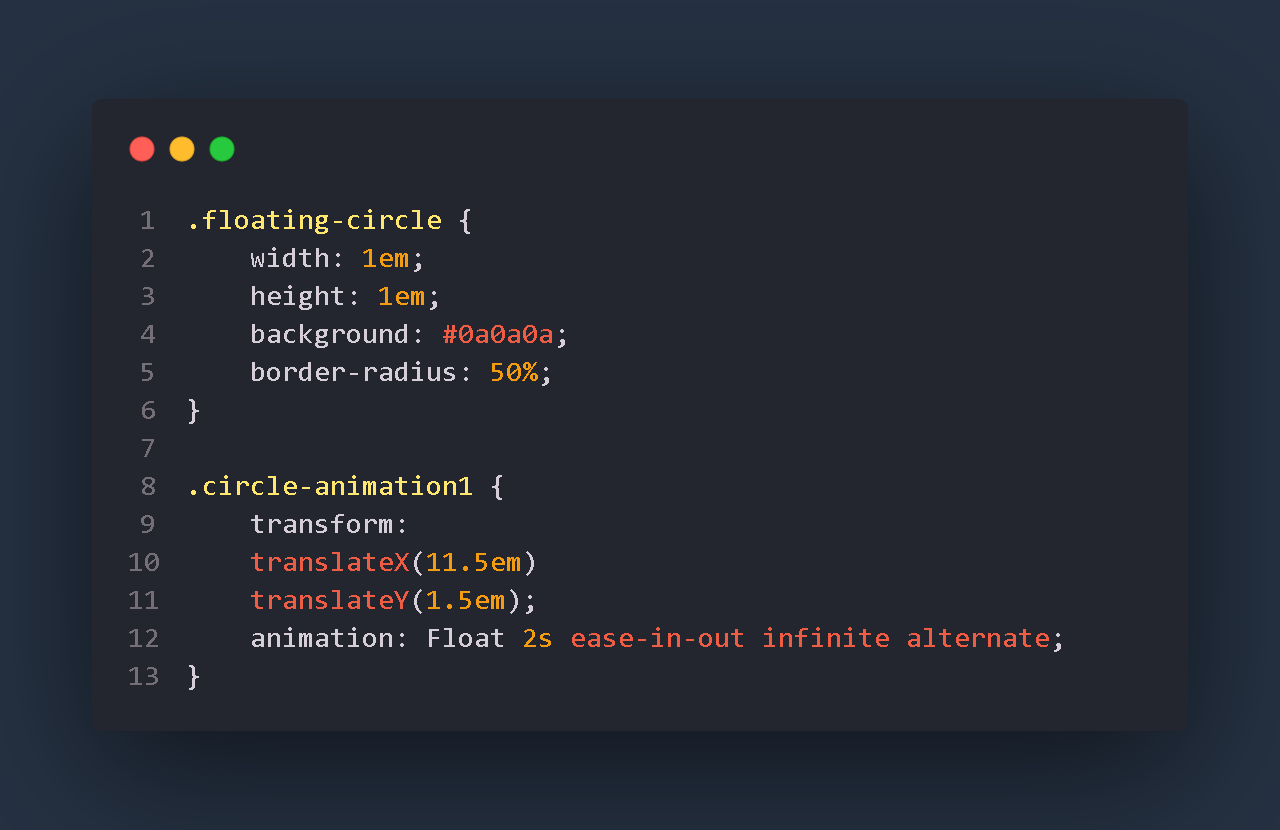 1 .floating-circle {
2     width: 1em;
3     height: 1em;
4     background: #0a0a0a;
5     border-radius: 50%;
6 }
7
8 .circle-animation1 {
9     transform:
10     translateX(11.5em)
11     translateY(1.5em);
12     animation: Float 2s ease-in-out infinite alternate;
13 }